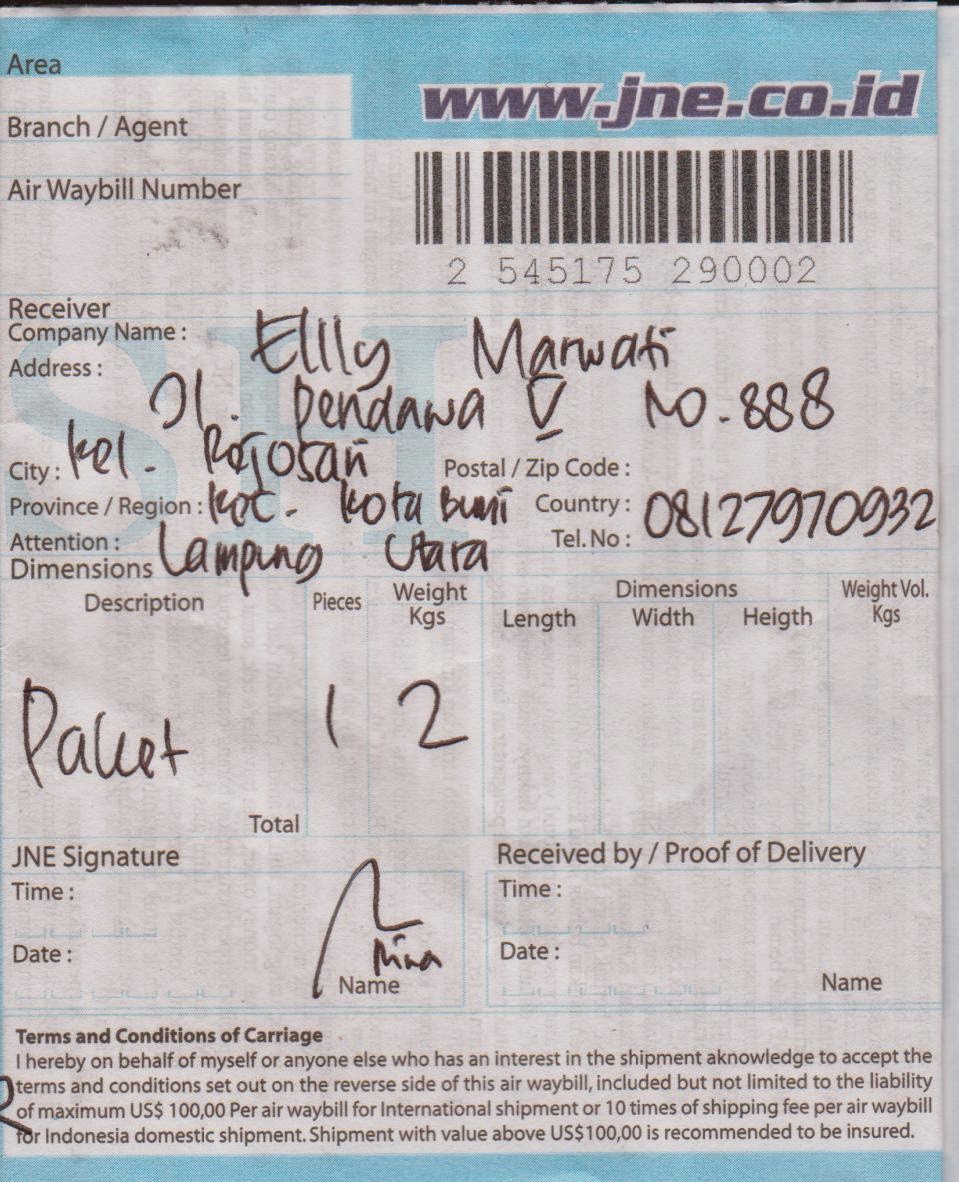 Area
www.jne.co.id
Branch / Agent
Air Waybill Number
2 545175 290002
Receiver
Company Name : Ellly Marwati
Address :
Jl. Pendawa V No. 888
City : Kel. Rejosari Postal / Zip Code :
Province / Region : Kec. Kota Bumi Country : 08127970932
Attention : Lampung Utara Tel. No :
Dimensions
Description Pieces Weight Kgs Dimensions Weight Vol. Kgs
Length Width Heigth
Paket 1 2
Total
JNE Signature Received by / Proof of Delivery
Time : Time :
Date : Date :
Nina
Name Name
Terms and Conditions of Carriage
I hereby on behalf of myself or anyone else who has an interest in the shipment aknowledge to accept the
terms and conditions set out on the reverse side of this air waybill, included but not limited to the liability
of maximum US$ 100,00 Per air waybill for International shipment or 10 times of shipping fee per air waybill
for Indonesia domestic shipment. Shipment with value above US$100,00 is recommended to be insured.